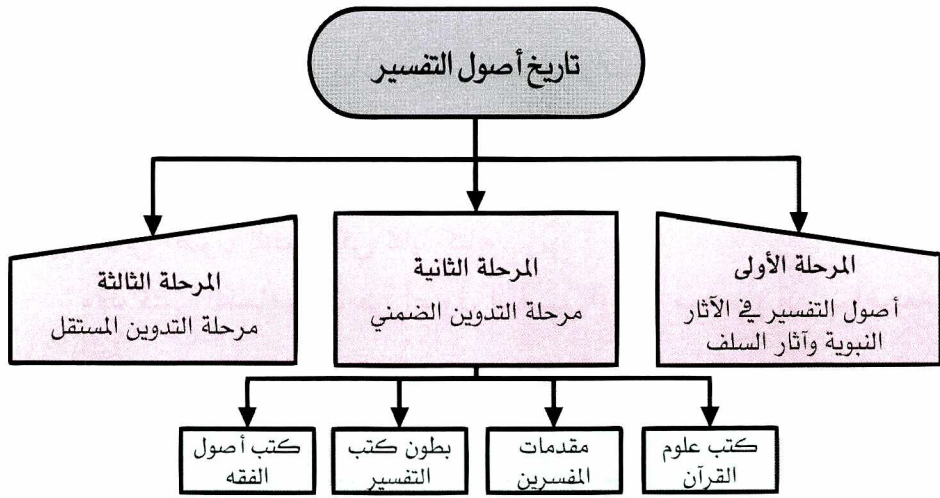 تاريخ أصول التفسير
المرحلة الأولى
أصول التفسير في الآثار
النبوية وآثار السلف
المرحلة الثانية
مرحلة التدوين الضمني
المرحلة الثالثة
مرحلة التدوين المستقل
كتب علوم
القرآن
مقدمات
المفسرين
بطون كتب
التفسير
كتب أصول
الفقه